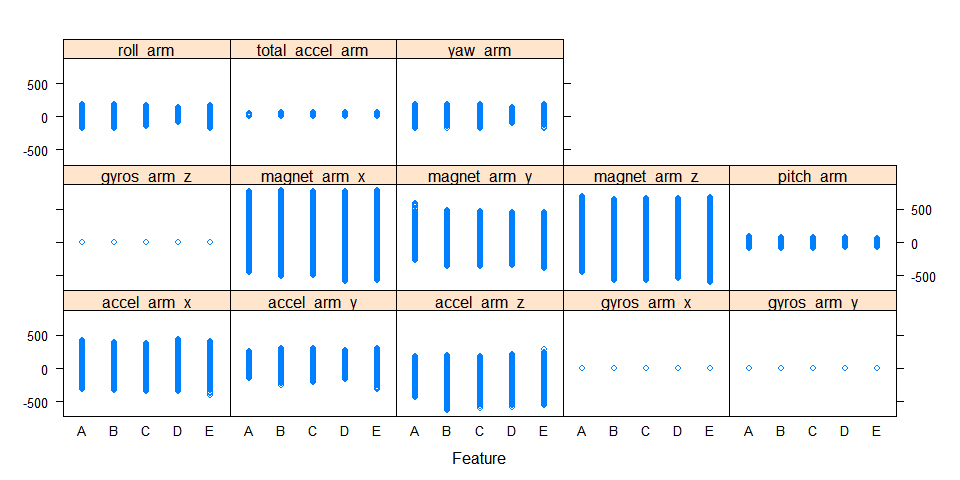 roll_arm total_accel_arm yaw_arm
500
0
-500
gyros_arm_z magnet_arm_x magnet_arm_y magnet_arm_z pitch_arm
500
0
-500
accel_arm_x accel_arm_y accel_arm_z gyros_arm_x gyros_arm_y
500
0
-500
A B C D E A B C D E A B C D E A B C D E A B C D E
Feature